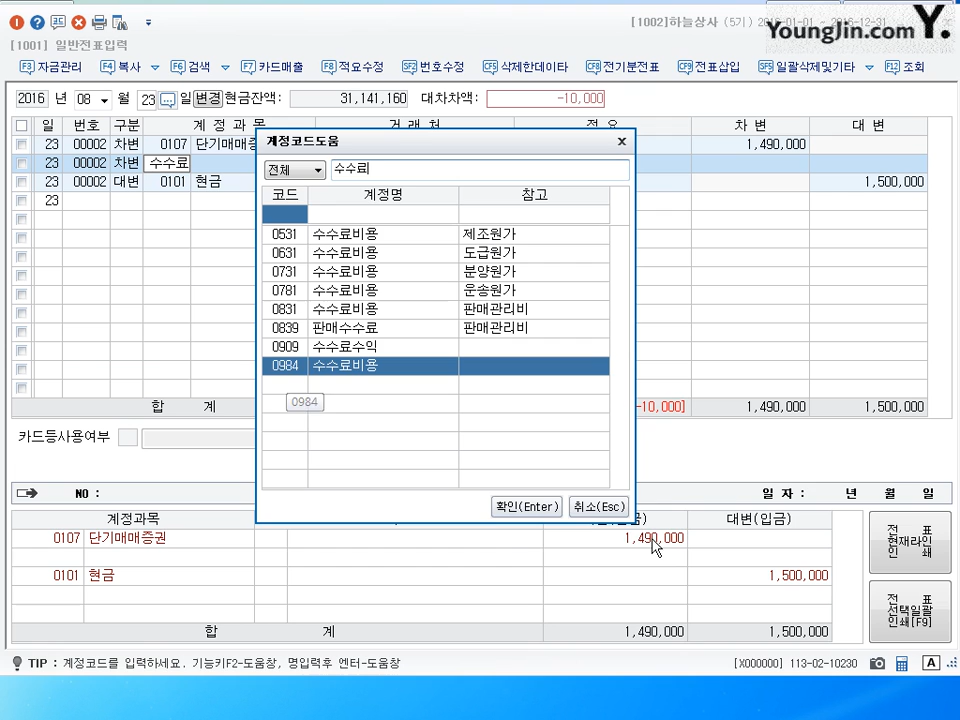 [1002]하늘상사 (5기) 2016-01-01 ~ 2016-12-31
YoungJin.com Y.
[1001] 일반전표입력
F3 자금관리 F4 복사 F6 검색 F7 카드매출 F8 적요수정 SF2 번호수정 CF5 삭제한데이타 CF8 전기분전표 CF9 전표삽입 SF5 일괄삭제및기타 F12 조회
2016 년 08 월 23 일 변경 현금잔액: 31,141,160 대차차액: -10,000
일 번호 구분 계 정 과 목 거 래 처 적 요 차 변 대 변
23 00002 차변 0107 단기매매증 1,490,000
23 00002 차변 수수료
23 00002 대변 0101 현금 1,500,000
23
합 계 -10,000] 1,490,000 1,500,000
계정코드도움 x
전체 수수료
코드 계정명 참고
0531 수수료비용 제조원가
0631 수수료비용 도급원가
0731 수수료비용 분양원가
0781 수수료비용 운송원가
0831 수수료비용 판매관리비
0839 판매수수료 판매관리비
0909 수수료수익
0984 수수료비용
0984
확인(Enter) 취소(Esc)
카드등사용여부
NO : 일 자 : 년 월 일
계정과목 대변(입금)
0107 단기매매증권 1,490,000
0101 현금 1,500,000
합 계 1,490,000 1,500,000
전 표
현재라인
인 쇄
전 표
선택일괄
인쇄[F9]
TIP : 계정코드를 입력하세요. 기능키F2-도움창, 명입력후 엔터-도움창 [X000000] 113-02-10230 A